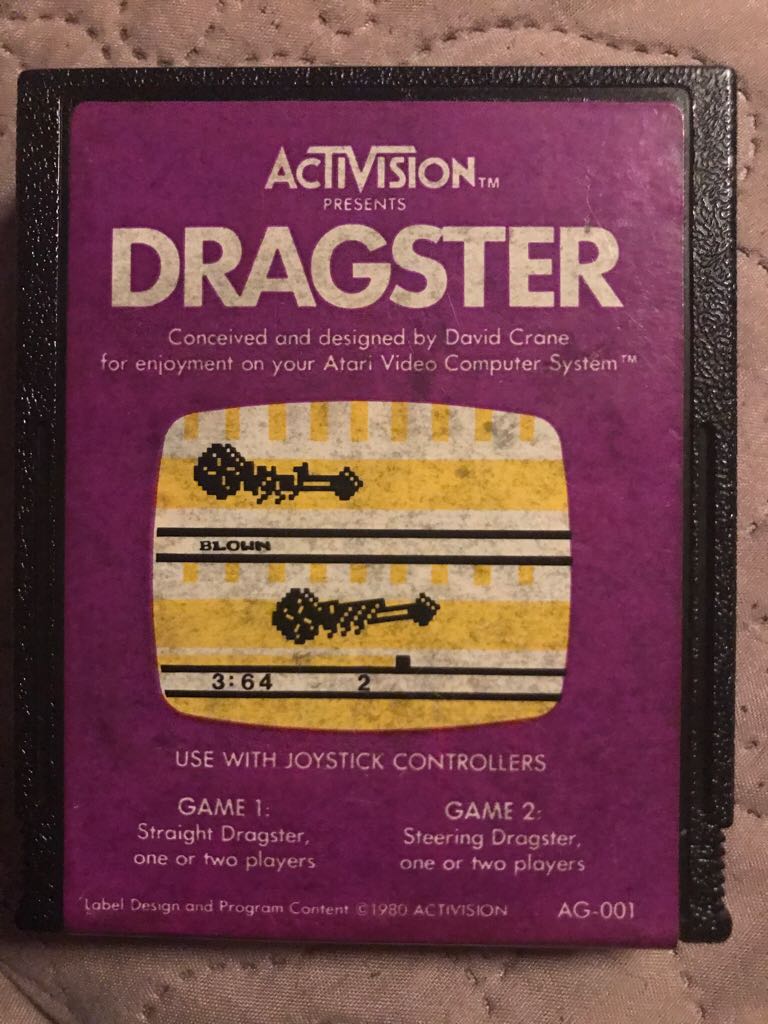 ACTIVISION™
PRESENTS
DRAGSTER
Conceived and designed by David Crane
for enjoyment on your Atari Video Computer System™
BLOWN
3:64 2
USE WITH JOYSTICK CONTROLLERS
GAME 1:
Straight Dragster,
one or two players
GAME 2:
Steering Dragster,
one or two players
Label Design and Program Content ©1980 ACTIVISION AG-001